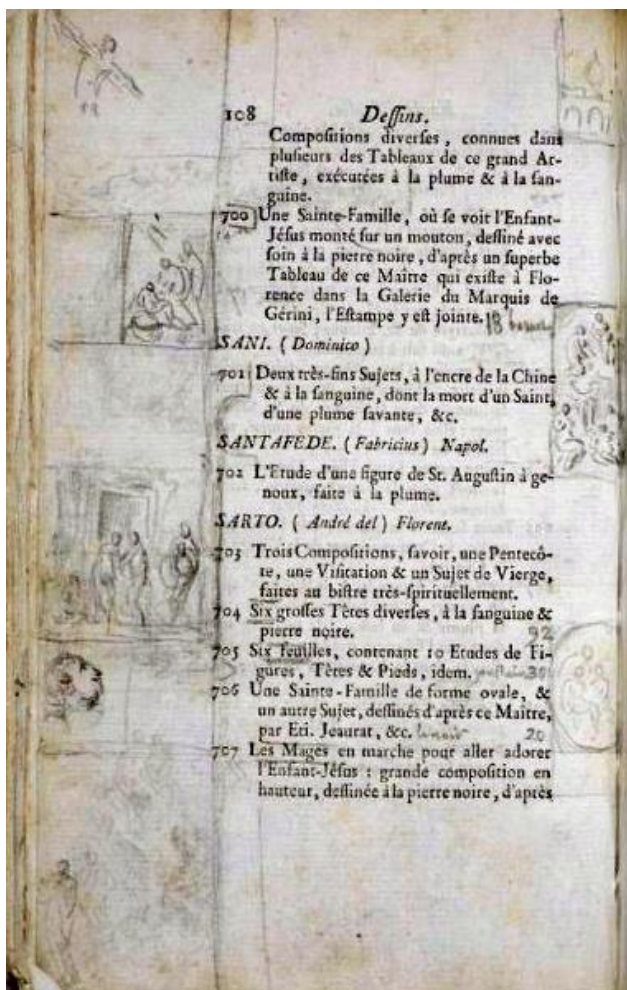 108 Deſſins.
Compoſitions diverſes, connues dans
pluſieurs des Tableaux de ce grand Ar-
tiſte, exécutées à la plume & à la ſan-
guine.
700 Une Sainte-Famille, où ſe voit l'Enfant-
Jéſus monté ſur un mouton, deſſiné avec
ſoin à la pierre noire, d'après un ſuperbe
Tableau de ce Maître qui exiſte à Flo-
rence dans la Galerie du Marquis de
Gérini, l'Eſtampe y eſt jointe. 18
SANI. (Dominico)
701 Deux très-fins Sujets, à l'encre de la Chine
& à la ſanguine, dont la mort d'un Saint,
d'une plume ſavante, &c.
SANTAFEDE. (Fabricius) Napol.
702 L'Etude d'une figure de St. Auguſtin à ge-
noux, faite à la plume.
SARTO. (André del) Florent.
703 Trois Compoſitions, ſavoir, une Pentecô-
te, une Viſitation & un Sujet de Vierge,
faites au biſtre très-ſpirituellement.
704 Six groſſes Têtes diverſes, à la ſanguine &
pierre noire. 92
705 Six feuilles, contenant 10 Etudes de Fi-
gures, Têtes & Pieds, idem.
706 Une Sainte-Famille de forme ovale, &
un autre Sujet, deſſinés d'après ce Maître,
par Eti. Jeaurat, &c. 20
707 Les Mages en marche pour aller adorer
l'Enfant-Jéſus : grande compoſition en
hauteur, deſſinée à la pierre noire, d'après